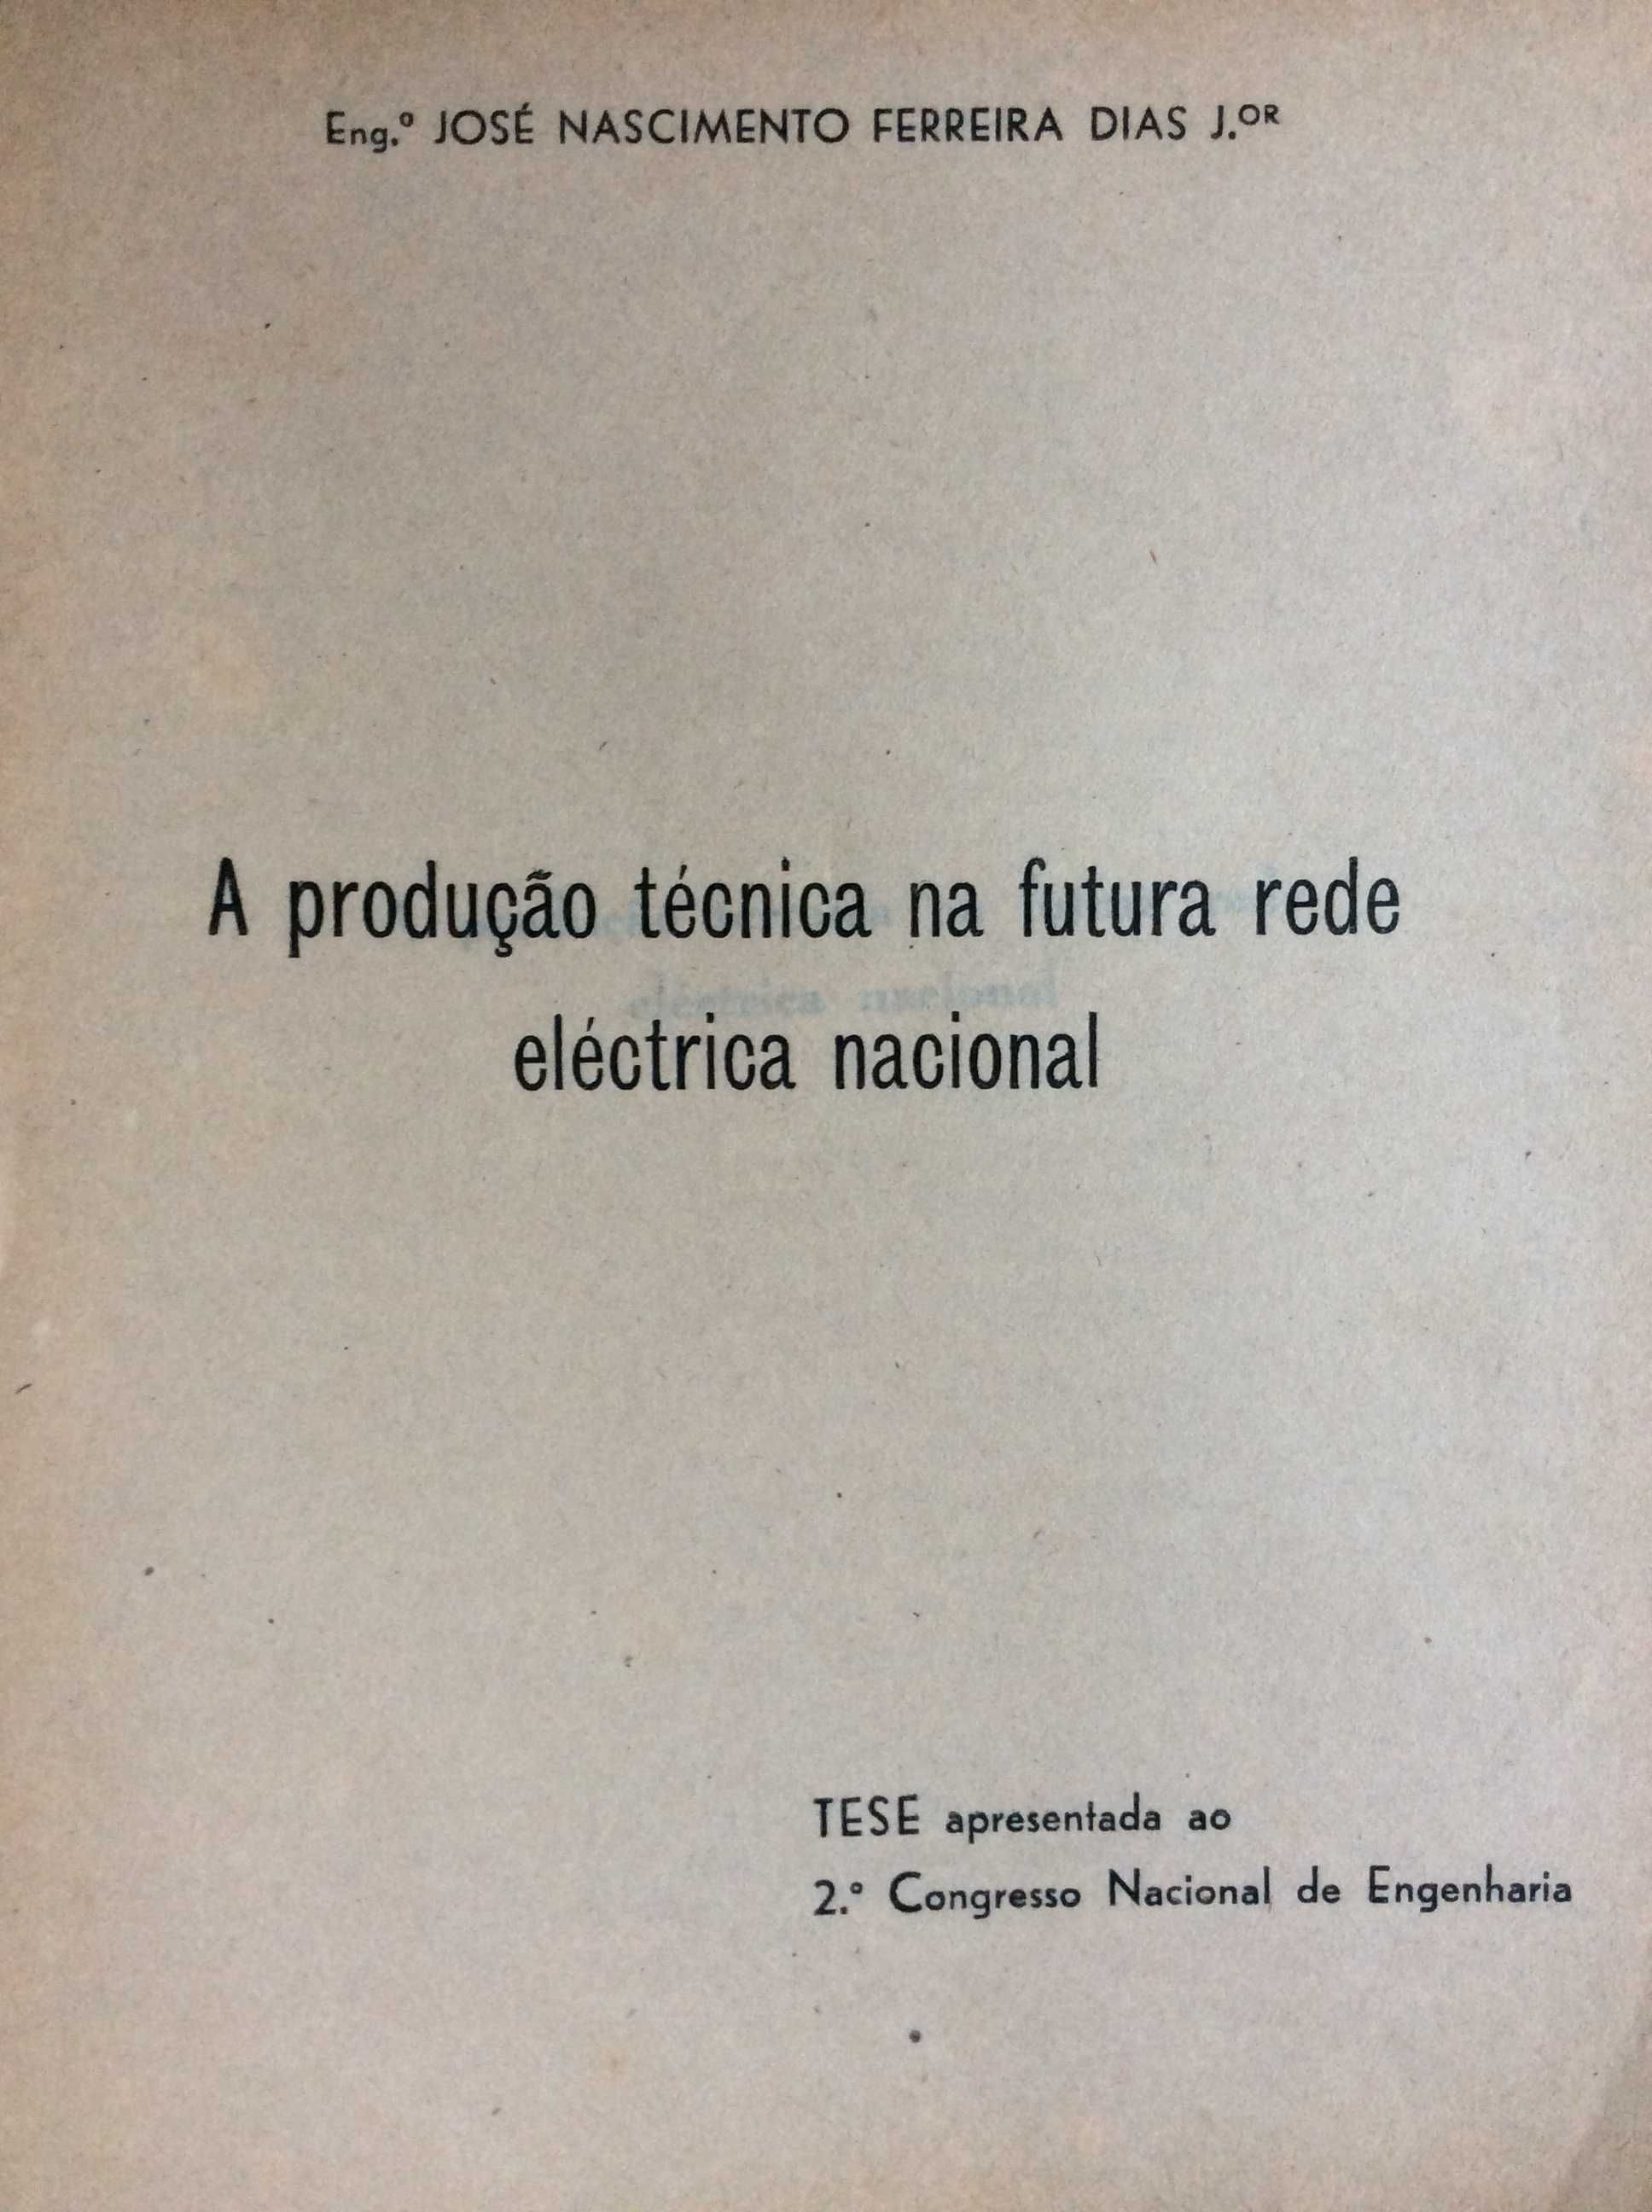 Eng.º JOSÉ NASCIMENTO FERREIRA DIAS J.OR
A produção técnica na futura rede
eléctrica nacional
TESE apresentada ao
2.º Congresso Nacional de Engenharia